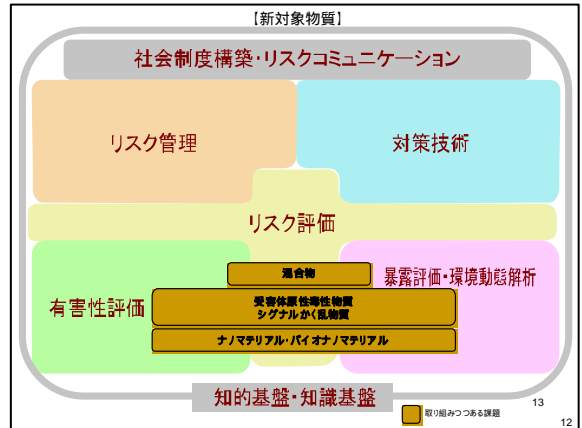 【新対象物質】
社会制度構築・リスクコミュニケーション
リスク管理
対策技術
リスク評価
有害性評価
暴露評価・環境動態解析
混合物
受容体原性毒性物質
シグナルかく乱物質
ナノマテリアル・バイオナノマテリアル
知的基盤・知識基盤
取り組みつつある課題
13
12